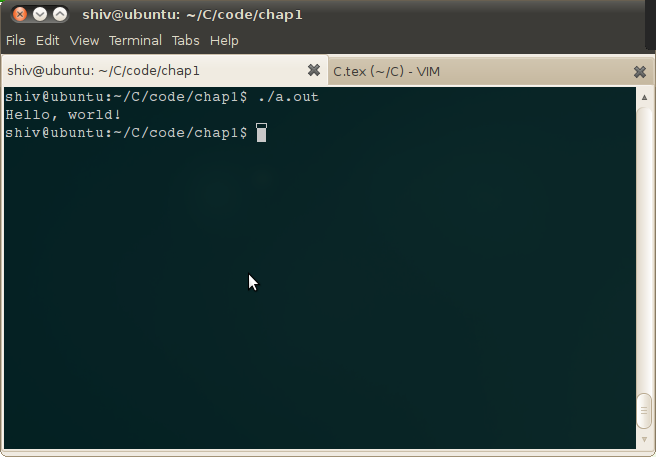 shiv@ubuntu: ~/C/code/chap1
File Edit View Terminal Tabs Help
shiv@ubuntu: ~/C/code/chap1
C.tex (~/C) - VIM
shiv@ubuntu:~/C/code/chap1$ ./a.out
Hello, world!
shiv@ubuntu:~/C/code/chap1$